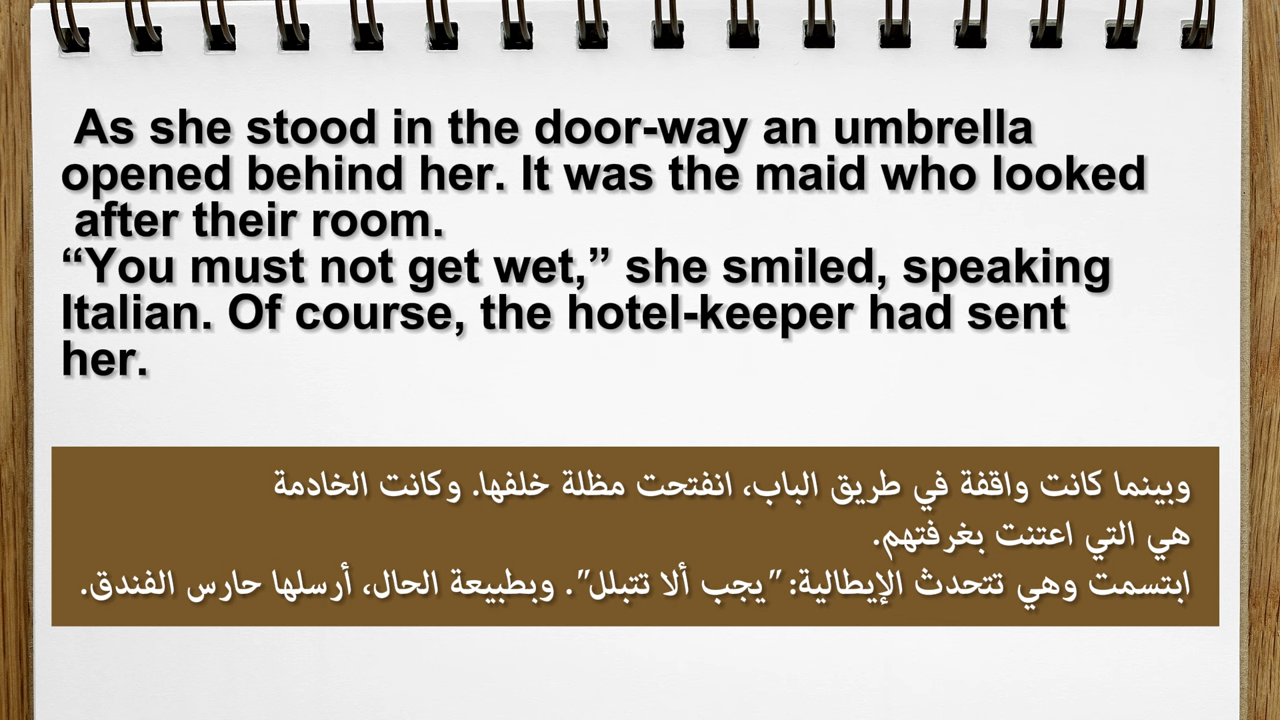 As she stood in the door-way an umbrella
opened behind her. It was the maid who looked
after their room.
“You must not get wet,” she smiled, speaking
Italian. Of course, the hotel-keeper had sent
her.
وبينما كانت واقفة في طريق الباب، انفتحت مظلة خلفها. وكانت الخادمة
هي التي اعتنت بغرفتهم.
ابتسمت وهي تتحدث الإيطالية: "يجب ألا تتبلل". وبطبيعة الحال، أرسلها حارس الفندق.